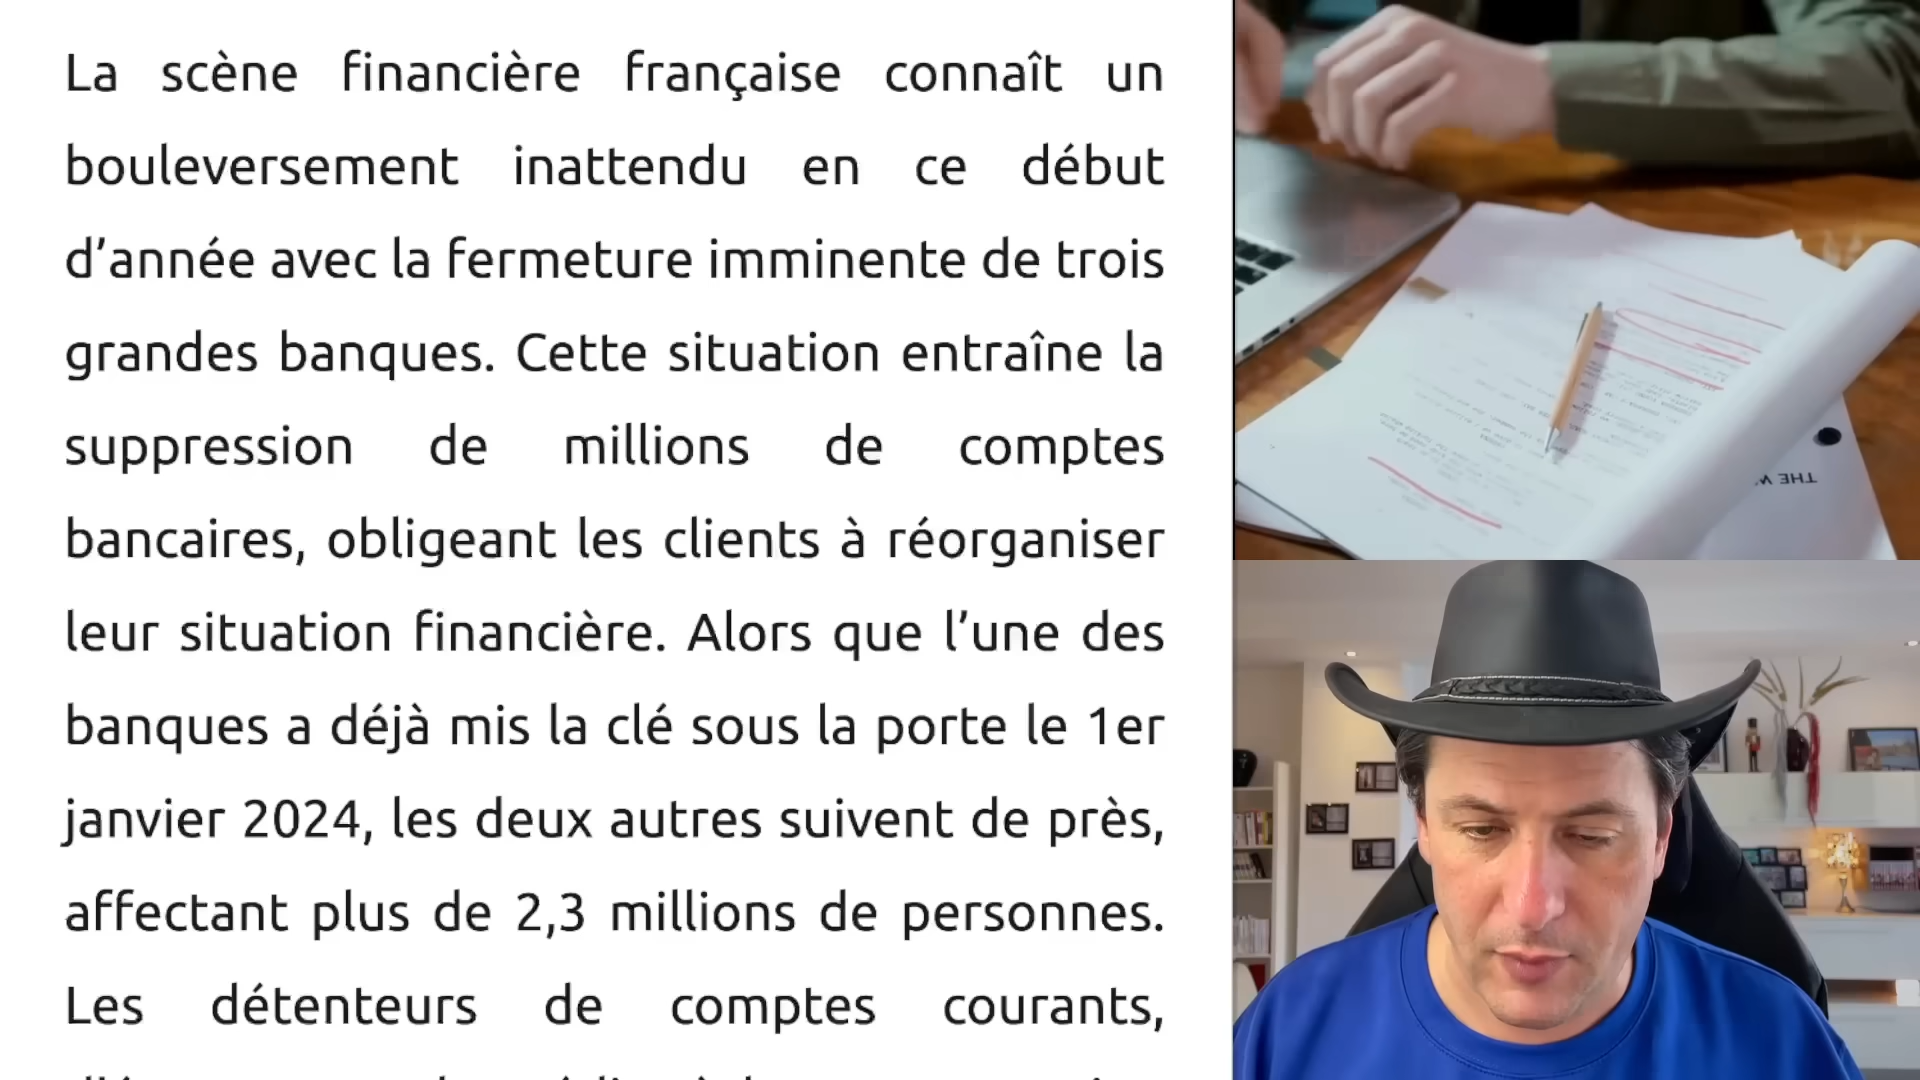 La scène financière française connaît un
bouleversement inattendu en ce début
d’année avec la fermeture imminente de trois
grandes banques. Cette situation entraîne la
suppression de millions de comptes
bancaires, obligeant les clients à réorganiser
leur situation financière. Alors que l’une des
banques a déjà mis la clé sous la porte le 1er
janvier 2024, les deux autres suivent de près,
affectant plus de 2,3 millions de personnes.
Les détenteurs de comptes courants,
THE